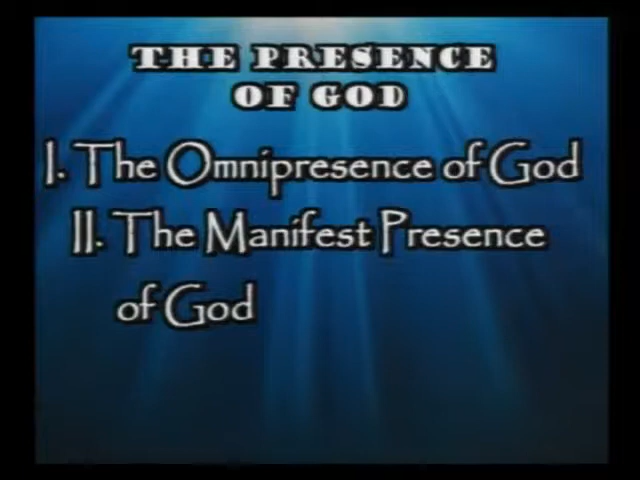 THE PRESENCE
OF GOD
I. The Omnipresence of God
II. The Manifest Presence
of God